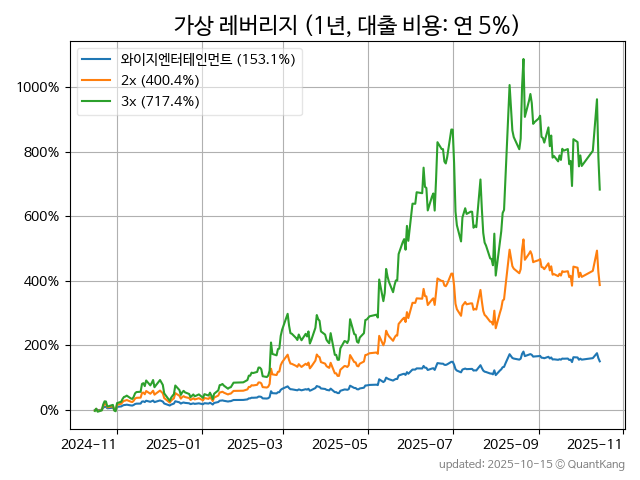 가상 레버리지 (1년, 대출 비용: 연 5%)
와이지엔터테인먼트 (153.1%)
2x (400.4%)
3x (717.4%)
1000%
800%
600%
400%
200%
0%
2024-11 2025-01 2025-03 2025-05 2025-07 2025-09 2025-11
updated: 2025-10-15 © QuantKang